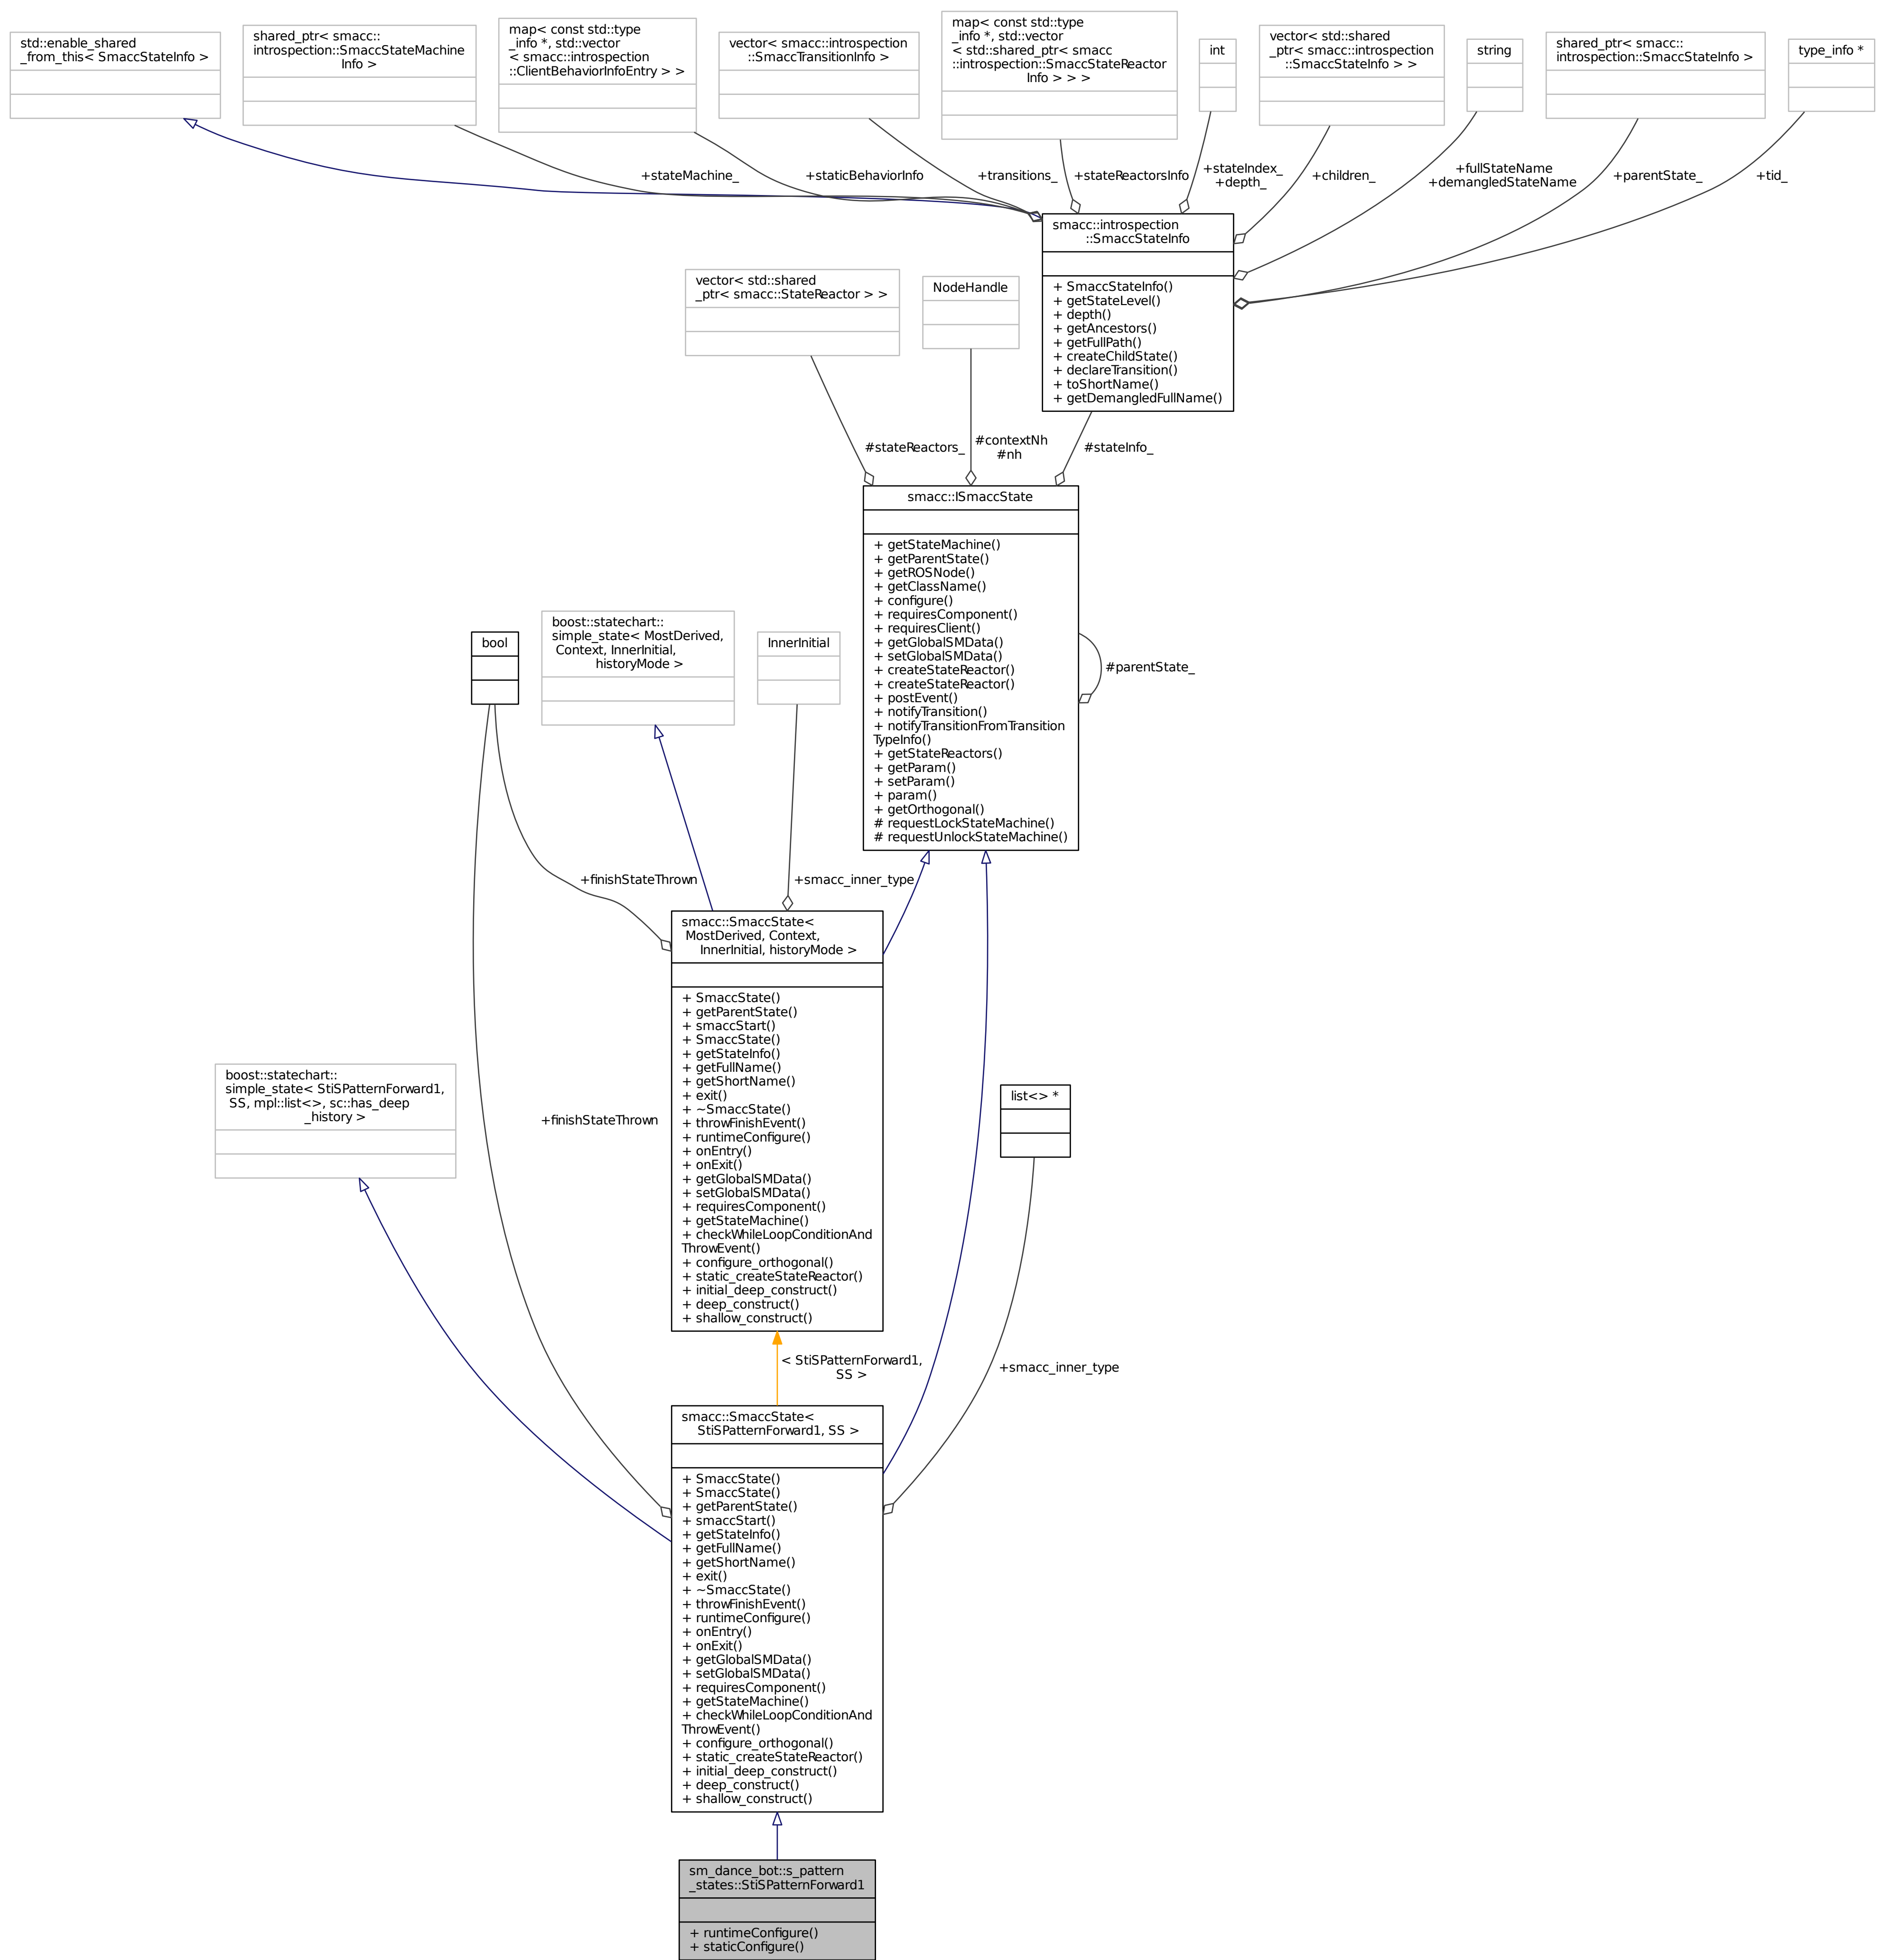 std::enable_shared
_from_this< SmaccStateInfo >
shared_ptr< smacc::
introspection::SmaccStateMachine
Info >
map< const std::type
_info *, std::vector
< smacc::introspection
::ClientBehaviorInfoEntry > >
vector< smacc::introspection
::SmaccTransitionInfo >
map< const std::type
_info *, std::vector
< std::shared_ptr< smacc
::introspection::SmaccStateReactor
Info > > >
int
vector< std::shared
_ptr< smacc::introspection
::SmaccStateInfo > >
string
shared_ptr< smacc::
introspection::SmaccStateInfo >
type_info *
+stateMachine_
+staticBehaviorInfo
+transitions_
+stateReactorsInfo
+stateIndex_
+depth_
+children_
+fullStateName
+demangledStateName
+parentState_
+tid_
smacc::introspection
::SmaccStateInfo
+ SmaccStateInfo()
+ getStateLevel()
+ depth()
+ getAncestors()
+ getFullPath()
+ createChildState()
+ declareTransition()
+ toShortName()
+ getDemangledFullName()
vector< std::shared
_ptr< smacc::StateReactor > >
NodeHandle
#stateReactors_
#contextNh
#nh
#stateInfo_
smacc::ISmaccState
+ getStateMachine()
+ getParentState()
+ getROSNode()
+ getClassName()
+ configure()
+ requiresComponent()
+ requiresClient()
+ getGlobalSMData()
+ setGlobalSMData()
+ createStateReactor()
+ createStateReactor()
+ postEvent()
+ notifyTransition()
+ notifyTransitionFromTransition
TypeInfo()
+ getStateReactors()
+ getParam()
+ setParam()
+ param()
+ getOrthogonal()
# requestLockStateMachine()
# requestUnlockStateMachine()
#parentState_
bool
boost::statechart::
simple_state< MostDerived,
Context, InnerInitial,
historyMode >
InnerInitial
+finishStateThrown
+smacc_inner_type
smacc::SmaccState<
MostDerived, Context,
InnerInitial, historyMode >
+ SmaccState()
+ getParentState()
+ smaccStart()
+ SmaccState()
+ getStateInfo()
+ getFullName()
+ getShortName()
+ exit()
+ ~SmaccState()
+ throwFinishEvent()
+ runtimeConfigure()
+ onEntry()
+ onExit()
+ getGlobalSMData()
+ setGlobalSMData()
+ requiresComponent()
+ getStateMachine()
+ checkWhileLoopConditionAnd
ThrowEvent()
+ configure_orthogonal()
+ static_createStateReactor()
+ initial_deep_construct()
+ deep_construct()
+ shallow_construct()
boost::statechart::
simple_state< StiSPatternForward1,
SS, mpl::list<>, sc::has_deep
_history >
+finishStateThrown
list<> *
< StiSPatternForward1,
SS >
+smacc_inner_type
smacc::SmaccState<
StiSPatternForward1, SS >
+ SmaccState()
+ SmaccState()
+ getParentState()
+ smaccStart()
+ getStateInfo()
+ getFullName()
+ getShortName()
+ exit()
+ ~SmaccState()
+ throwFinishEvent()
+ runtimeConfigure()
+ onEntry()
+ onExit()
+ getGlobalSMData()
+ setGlobalSMData()
+ requiresComponent()
+ getStateMachine()
+ checkWhileLoopConditionAnd
ThrowEvent()
+ configure_orthogonal()
+ static_createStateReactor()
+ initial_deep_construct()
+ deep_construct()
+ shallow_construct()
sm_dance_bot::s_pattern
_states::StiSPatternForward1
+ runtimeConfigure()
+ staticConfigure()